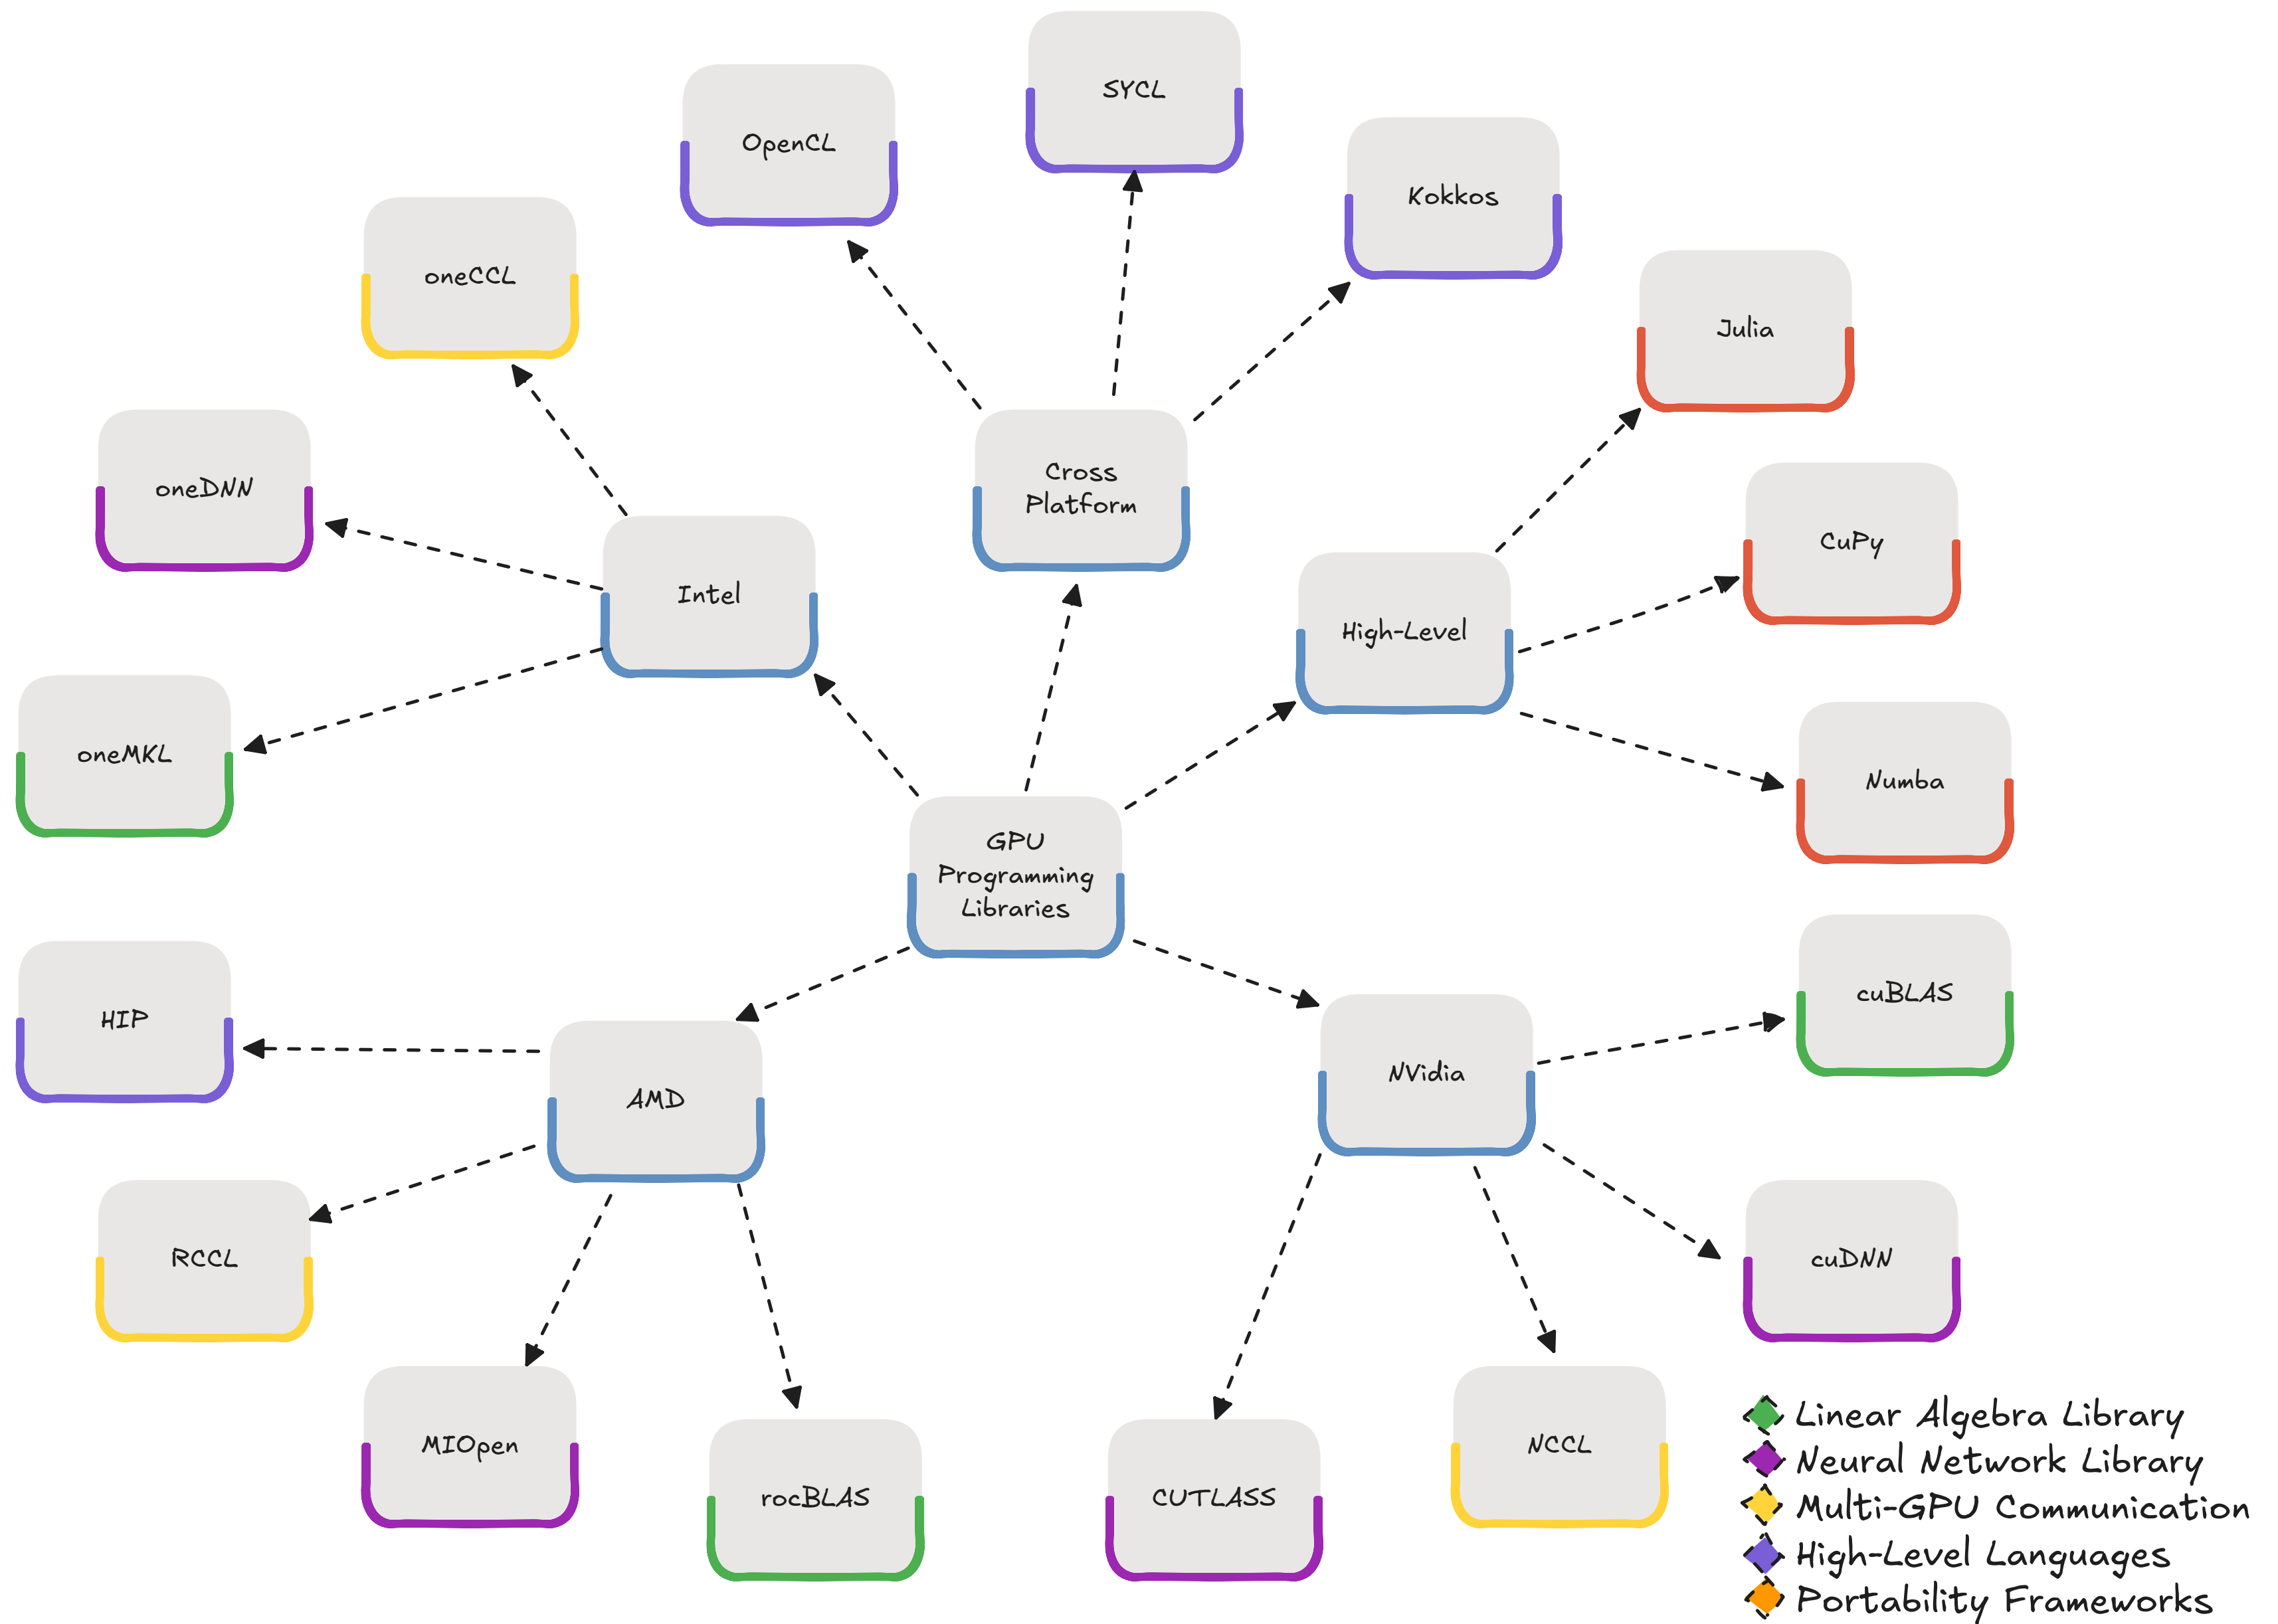 SYCL
OpenCL
Kokkos
oneCCL
Julia
Cross
Platform
oneDNN
CuPy
Intel
High-Level
oneMKL
Numba
GPU
Programming
Libraries
HIP
cuBLAS
AMD
NVidia
RCCL
cuDNN
MIOpen
NCCL
rocBLAS
CUTLASS
Linear Algebra Library
Neural Network Library
Multi-GPU Communication
High-Level Languages
Portability Frameworks